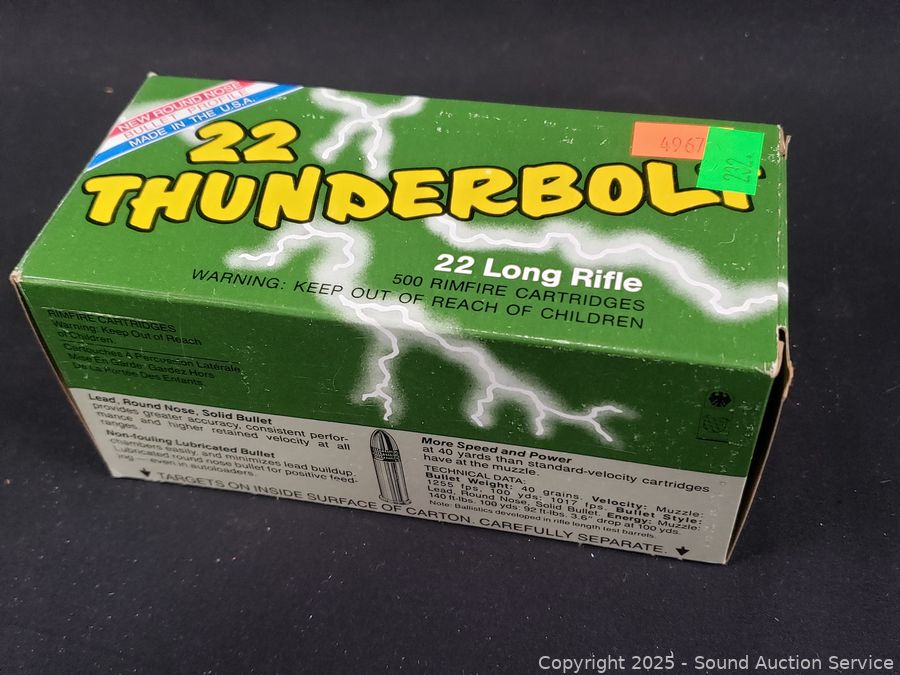 NEW ROUND NOSE
BULLET PROFILE
MADE IN THE U.S.A.
22
THUNDERBOLT
4967
232
22 Long Rifle
500 RIMFIRE CARTRIDGES
WARNING: KEEP OUT OF REACH OF CHILDREN
RIMFIRE CARTRIDGES
Warning: Keep Out of Reach
of Children.
Cartouches À Percussion Latérale
Mise En Garde: Gardez Hors
De La Portée Des Enfants
Lead, Round Nose, Solid Bullet
provides greater accuracy, consistent perfor-
mance and higher retained velocity at all
ranges.
Non-fouling Lubricated Bullet
chambers easily, and minimizes lead buildup.
Lubricated round nose bullet for positive feed-
ing — even in autoloaders.
More Speed and Power
at 40 yards than standard-velocity cartridges
have at the muzzle.
TECHNICAL DATA:
Bullet Weight: 40 grains. Velocity: Muzzle:
1255 fps, 100 yds: 1017 fps. Bullet Style:
Lead, Round Nose, Solid Bullet. Energy: Muzzle:
140 ft-lbs. 100 yds: 92 ft-lbs. 3.6" drop at 100 yds.
Note: Ballistics developed in rifle length test barrels.
TARGETS ON INSIDE SURFACE OF CARTON. CAREFULLY SEPARATE.
Copyright © 2025 - Sound Auction Service